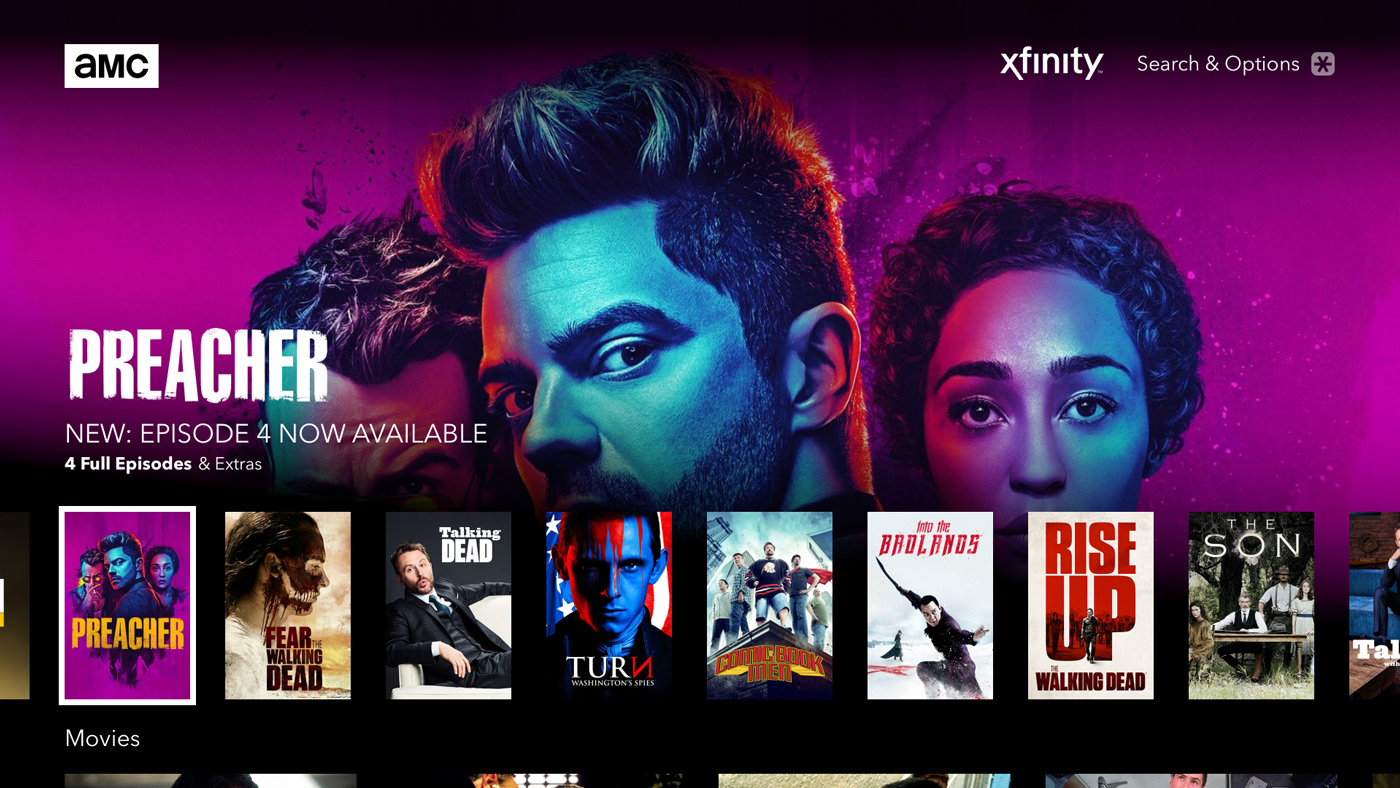 aMC
xfinity
Search & Options *
PREACHER
NEW: EPISODE 4 NOW AVAILABLE
4 Full Episodes & Extras
PREACHER
FEAR THE
WALKING
DEAD
Talking
DEAD
TURN
WASHINGTON'S SPIES
COMIC BOOK
MEN
into the
BADLANDS
RISE
UP
THE
WALKING DEAD
THE
SON
Tal
with
Movies